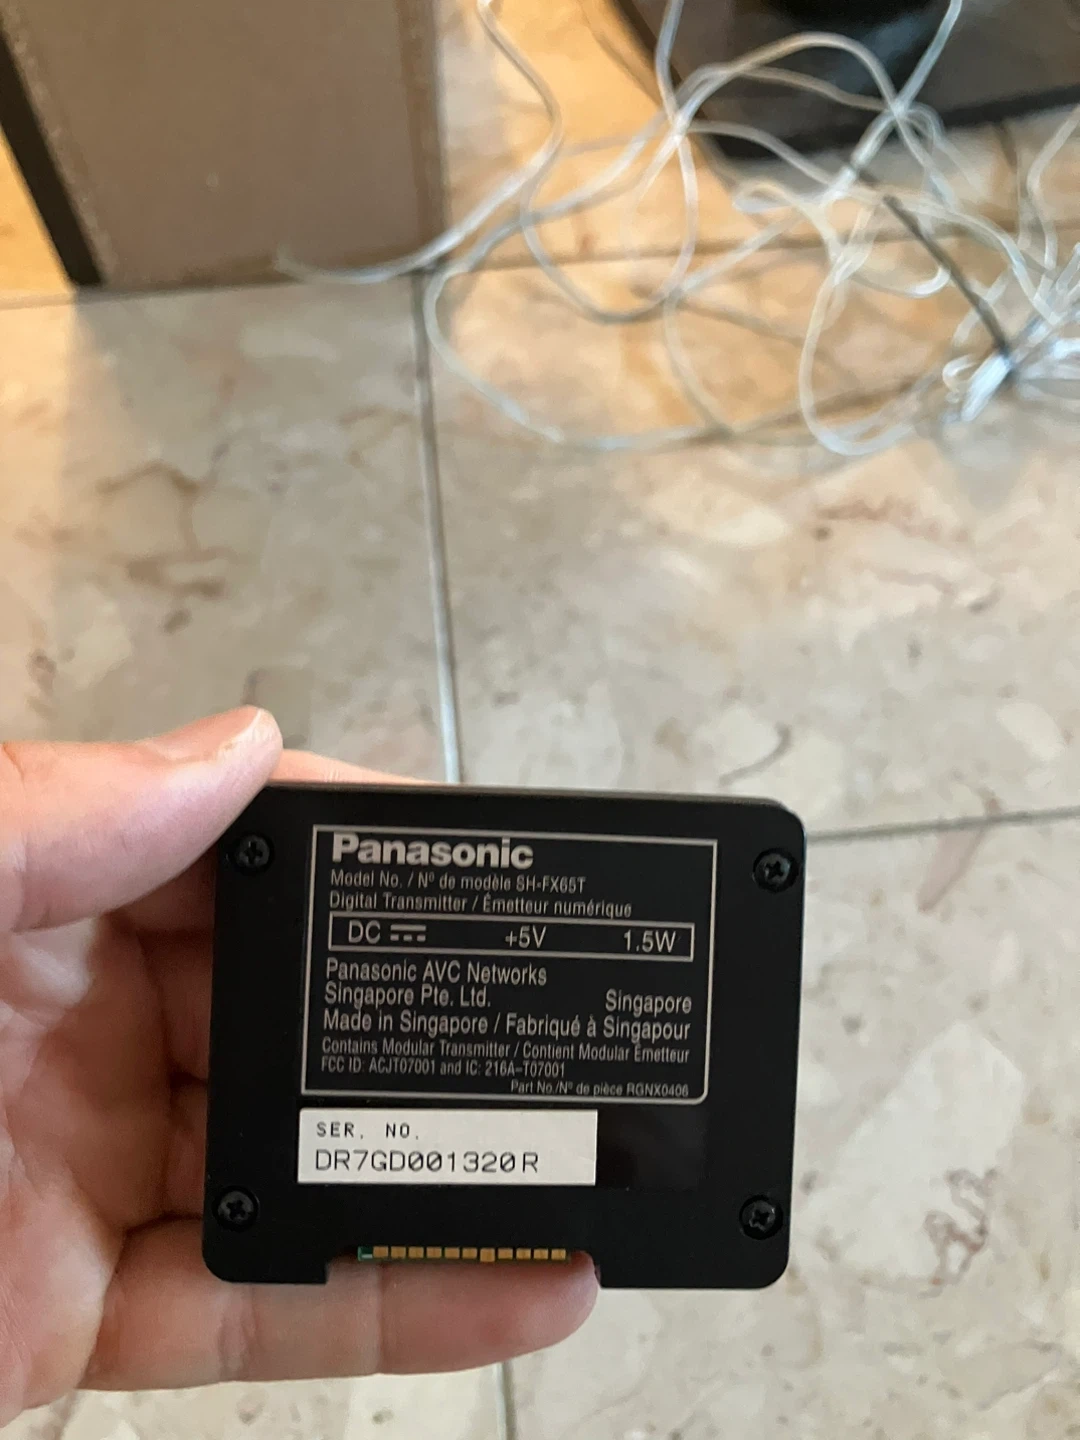 Panasonic
Model No. / Nº de modèle SH-FX65T
Digital Transmitter / Émetteur numérique
DC +5V 1.5W
Panasonic AVC Networks
Singapore Pte. Ltd. Singapore
Made in Singapore / Fabriqué à Singapour
Contains Modular Transmitter / Contient Modular Émetteur
FCC ID: ACJT07001 and IC: 216A-T07001
Part No./Nº de pièce RGNX0406
SER. NO.
DR7GD001320R